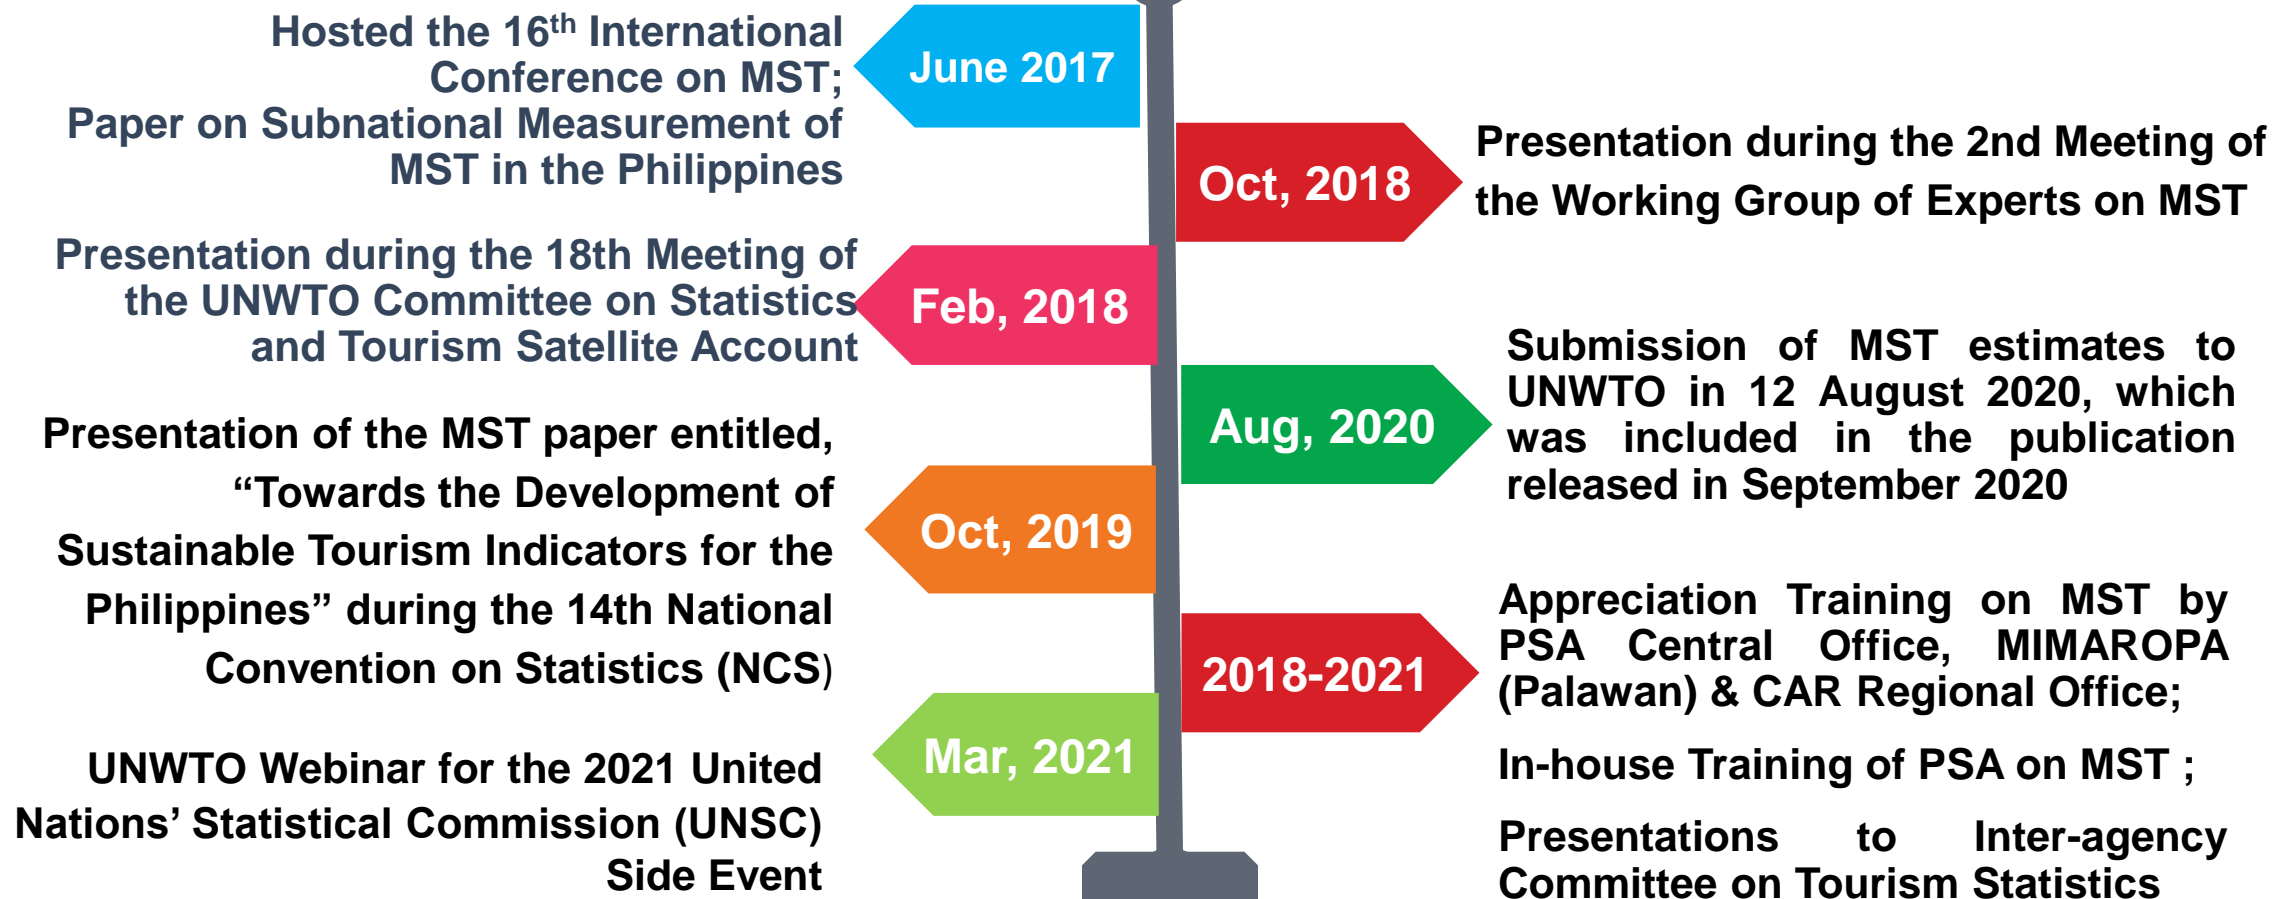 Hosted the 16th International
Conference on MST;
Paper on Subnational Measurement of
MST in the Philippines
June 2017
Oct, 2018
Presentation during the 2nd Meeting of
the Working Group of Experts on MST
Presentation during the 18th Meeting of
the UNWTO Committee on Statistics
and Tourism Satellite Account
Feb, 2018
Aug, 2020
Submission of MST estimates to
UNWTO in 12 August 2020, which
was included in the publication
released in September 2020
Presentation of the MST paper entitled,
“Towards the Development of
Sustainable Tourism Indicators for the
Philippines” during the 14th National
Convention on Statistics (NCS)
Oct, 2019
2018-2021
Appreciation Training on MST by
PSA Central Office, MIMAROPA
(Palawan) & CAR Regional Office;
In-house Training of PSA on MST ;
Presentations to Inter-agency
Committee on Tourism Statistics
Mar, 2021
UNWTO Webinar for the 2021 United
Nations’ Statistical Commission (UNSC)
Side Event